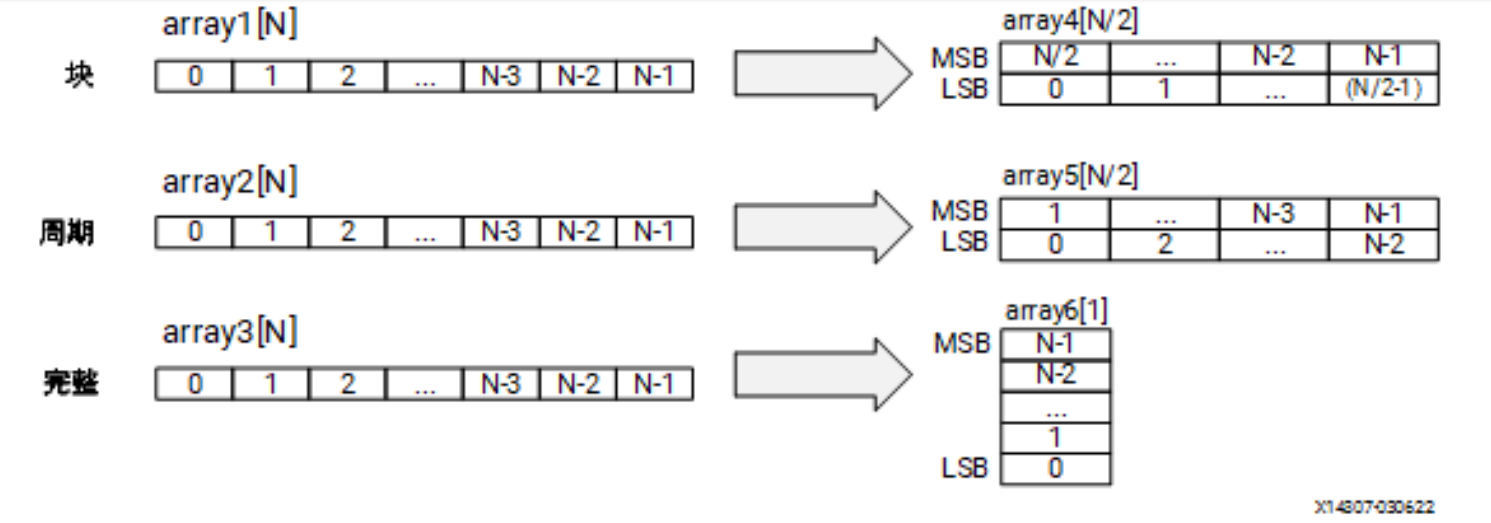 array1[N]
array4[N/2]
块 0 1 2 ... N-3 N-2 N-1
MSB N/2 ... N-2 N-1
LSB 0 1 ... (N/2-1)
array2[N]
array5[N/2]
周期 0 1 2 ... N-3 N-2 N-1
MSB 1 ... N-3 N-1
LSB 0 2 ... N-2
array3[N]
array6[1]
完整 0 1 2 ... N-3 N-2 N-1
MSB N-1
N-2
...
1
LSB 0
X14307-030622